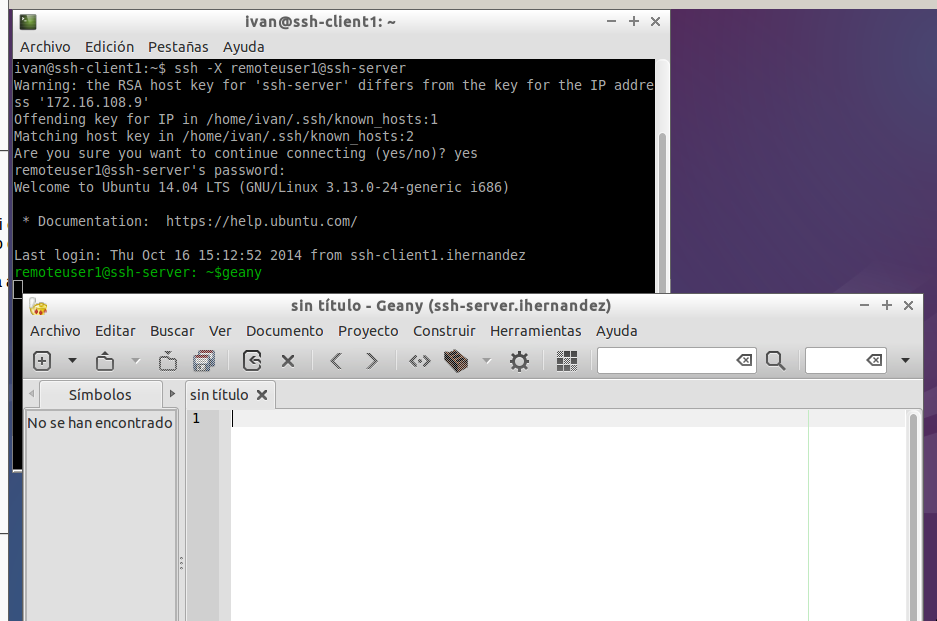 ivan@ssh-client1: ~
Archivo Edición Pestañas Ayuda
ivan@ssh-client1:~$ ssh -X remoteuser1@ssh-server
Warning: the RSA host key for 'ssh-server' differs from the key for the IP addre
ss '172.16.108.9'
Offending key for IP in /home/ivan/.ssh/known_hosts:1
Matching host key in /home/ivan/.ssh/known_hosts:2
Are you sure you want to continue connecting (yes/no)? yes
remoteuser1@ssh-server's password:
Welcome to Ubuntu 14.04 LTS (GNU/Linux 3.13.0-24-generic i686)
* Documentation:  https://help.ubuntu.com/
Last login: Thu Oct 16 15:12:52 2014 from ssh-client1.ihernandez
remoteuser1@ssh-server: ~$geany
sin título - Geany (ssh-server.ihernandez)
Archivo Editar Buscar Ver Documento Proyecto Construir Herramientas Ayuda
Símbolos sin título
No se han encontrado 1